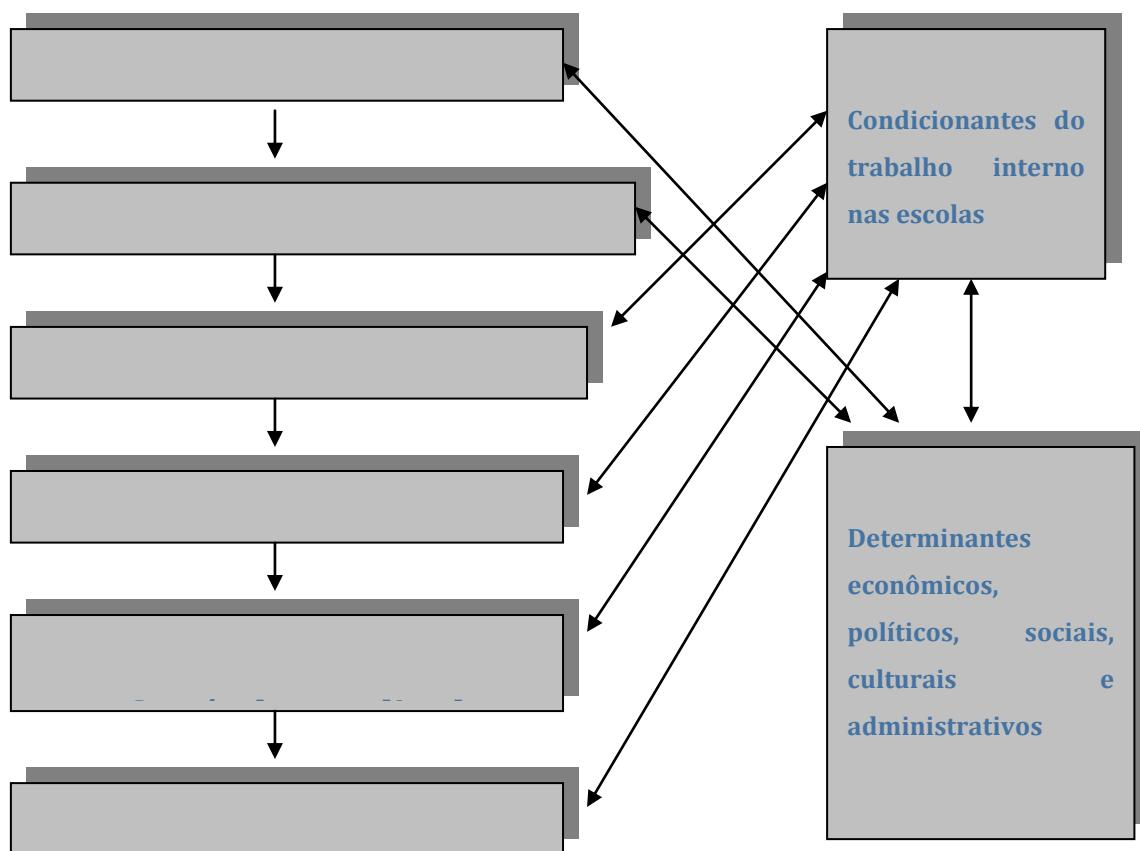 Condicionantes do
trabalho interno
nas escolas
Determinantes
econômicos,
políticos, sociais,
culturais e
administrativos